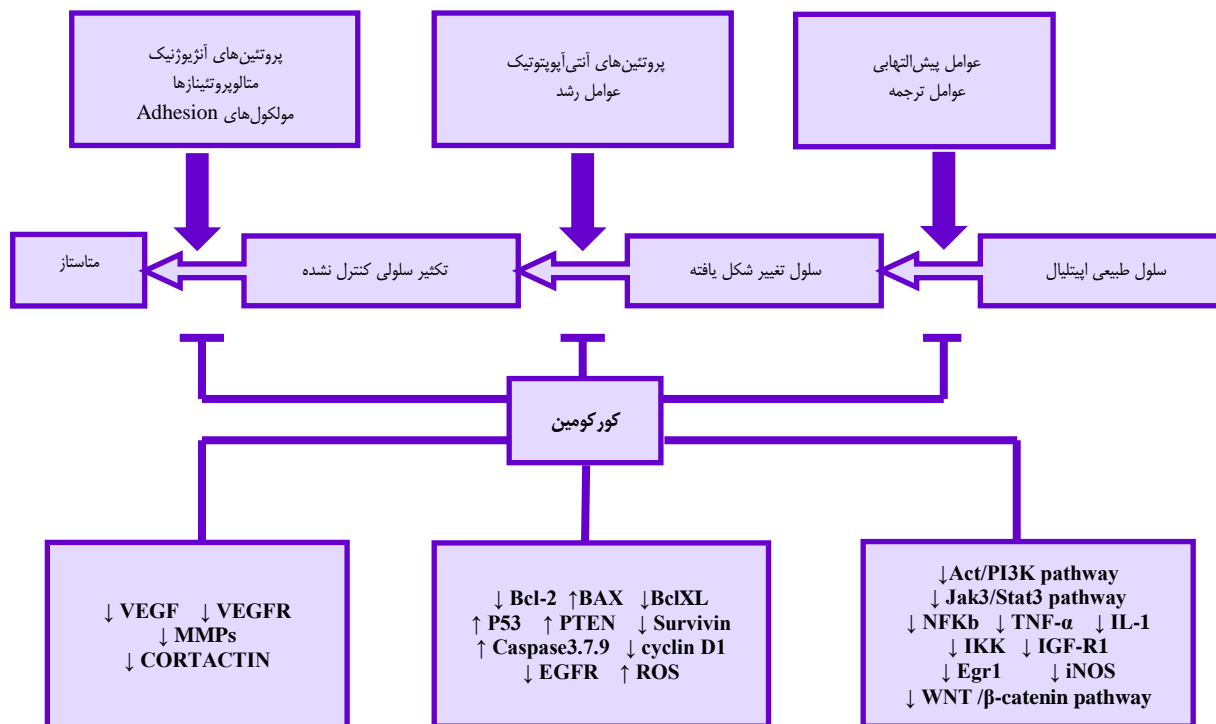 عوامل پیش‌التهابی
عوامل ترجمه
پروتئین‌های آنتی‌آپوپتوتیک
عوامل رشد
پروتئین‌های آنژیوژنیک
متالوپروتئینازها
مولکول‌های Adhesion
سلول طبیعی اپیتلیال
سلول تغییر شکل یافته
تکثیر سلولی کنترل نشده
متاستاز
کورکومین
↓Act/PI3K pathway
↓ Jak3/Stat3 pathway
↓ NFKb ↓ TNF-α ↓ IL-1
↓ IKK ↓ IGF-R1
↓ Egr1 ↓ iNOS
↓ WNT /β-catenin pathway
↓ Bcl-2 ↑BAX ↓BclXL
↑ P53 ↑ PTEN ↓ Survivin
↑ Caspase3.7.9 ↓ cyclin D1
↓ EGFR ↑ ROS
↓ VEGF ↓ VEGFR
↓ MMPs
↓ CORTACTIN